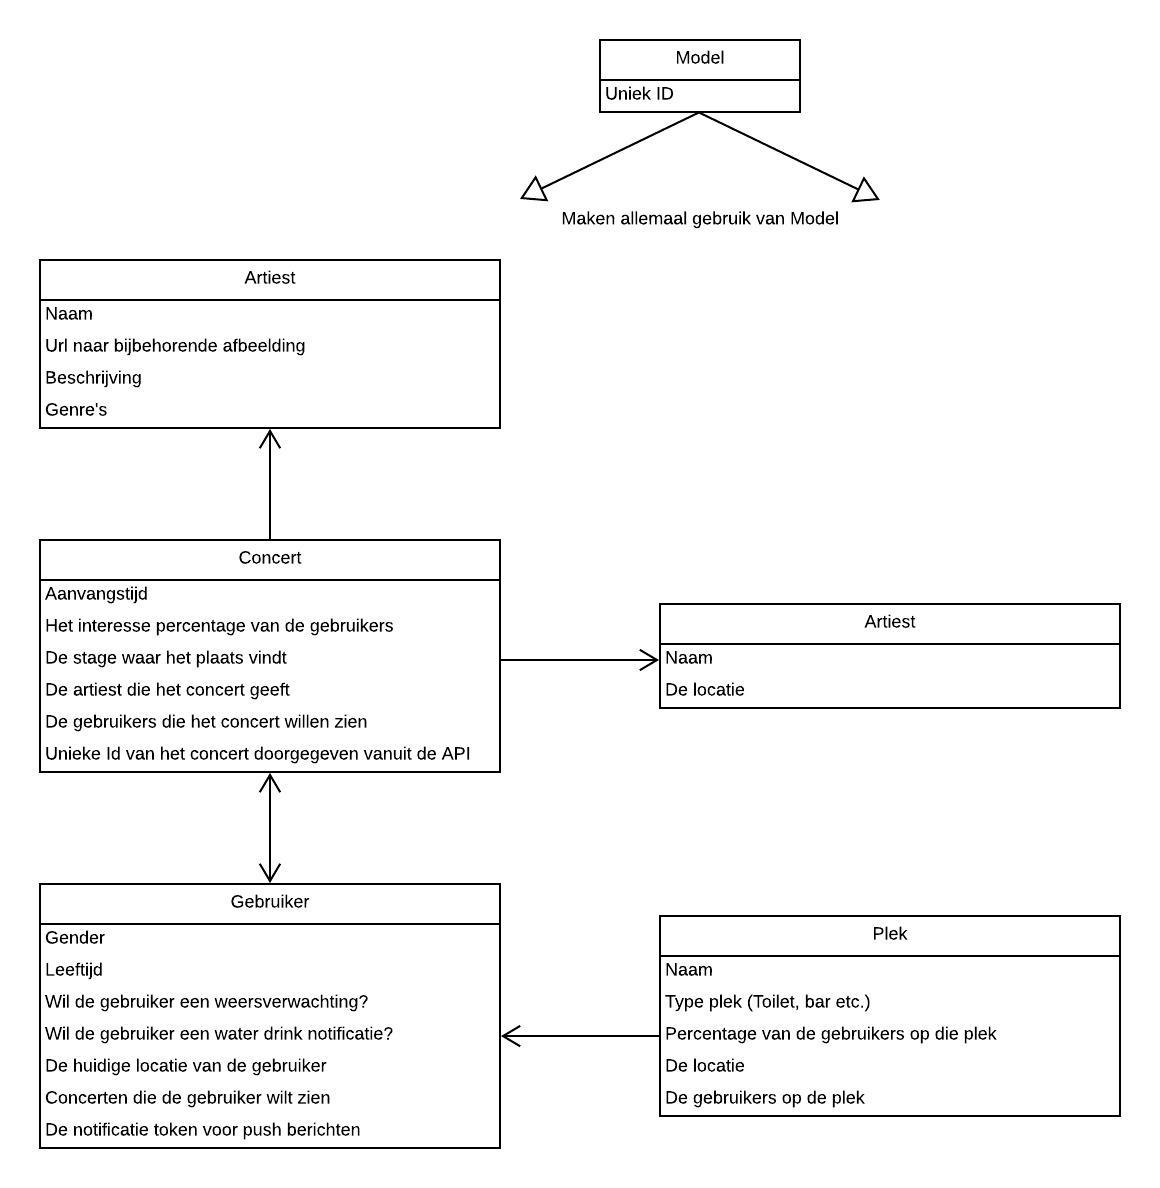 Model
Uniek ID
Maken allemaal gebruik van Model
Artiest
Naam
Url naar bijbehorende afbeelding
Beschrijving
Genre's
Concert
Aanvangstijd
Het interesse percentage van de gebruikers
De stage waar het plaats vindt
De artiest die het concert geeft
De gebruikers die het concert willen zien
Unieke Id van het concert doorgegeven vanuit de API
Artiest
Naam
De locatie
Gebruiker
Gender
Leeftijd
Wil de gebruiker een weersverwachting?
Wil de gebruiker een water drink notificatie?
De huidige locatie van de gebruiker
Concerten die de gebruiker wilt zien
De notificatie token voor push berichten
Plek
Naam
Type plek (Toilet, bar etc.)
Percentage van de gebruikers op die plek
De locatie
De gebruikers op de plek